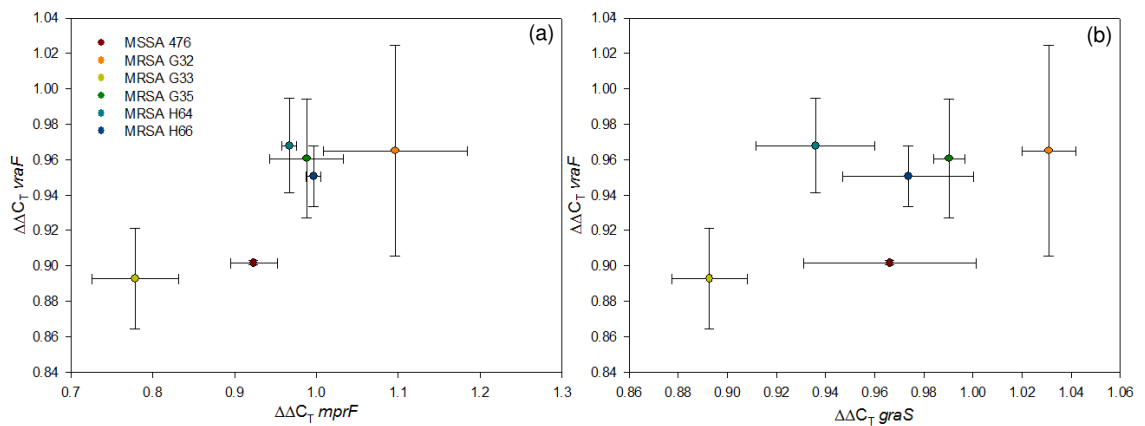 (a)
MSSA 476
MRSA G32
MRSA G33
MRSA G35
MRSA H64
MRSA H66
1.04
1.02
1.00
0.98
0.96
0.94
0.92
0.90
0.88
0.86
0.84
ΔΔC_T vraF
0.7 0.8 0.9 1.0 1.1 1.2 1.3
ΔΔC_T mprF
(b)
1.04
1.02
1.00
0.98
0.96
0.94
0.92
0.90
0.88
0.86
0.84
ΔΔC_T vraF
0.86 0.88 0.90 0.92 0.94 0.96 0.98 1.00 1.02 1.04 1.06
ΔΔC_T graS